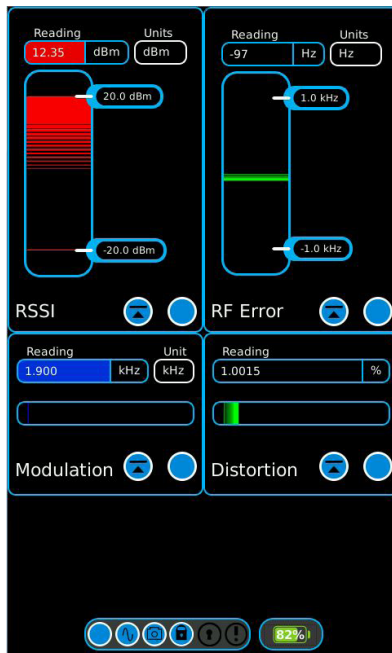 Reading Units
12.35 dBm dBm
20.0 dBm
-20.0 dBm
RSSI
Reading Units
-97 Hz Hz
1.0 kHz
-1.0 kHz
RF Error
Reading Unit
1.900 kHz kHz
Modulation
Reading
1.0015 %
Distortion
82%